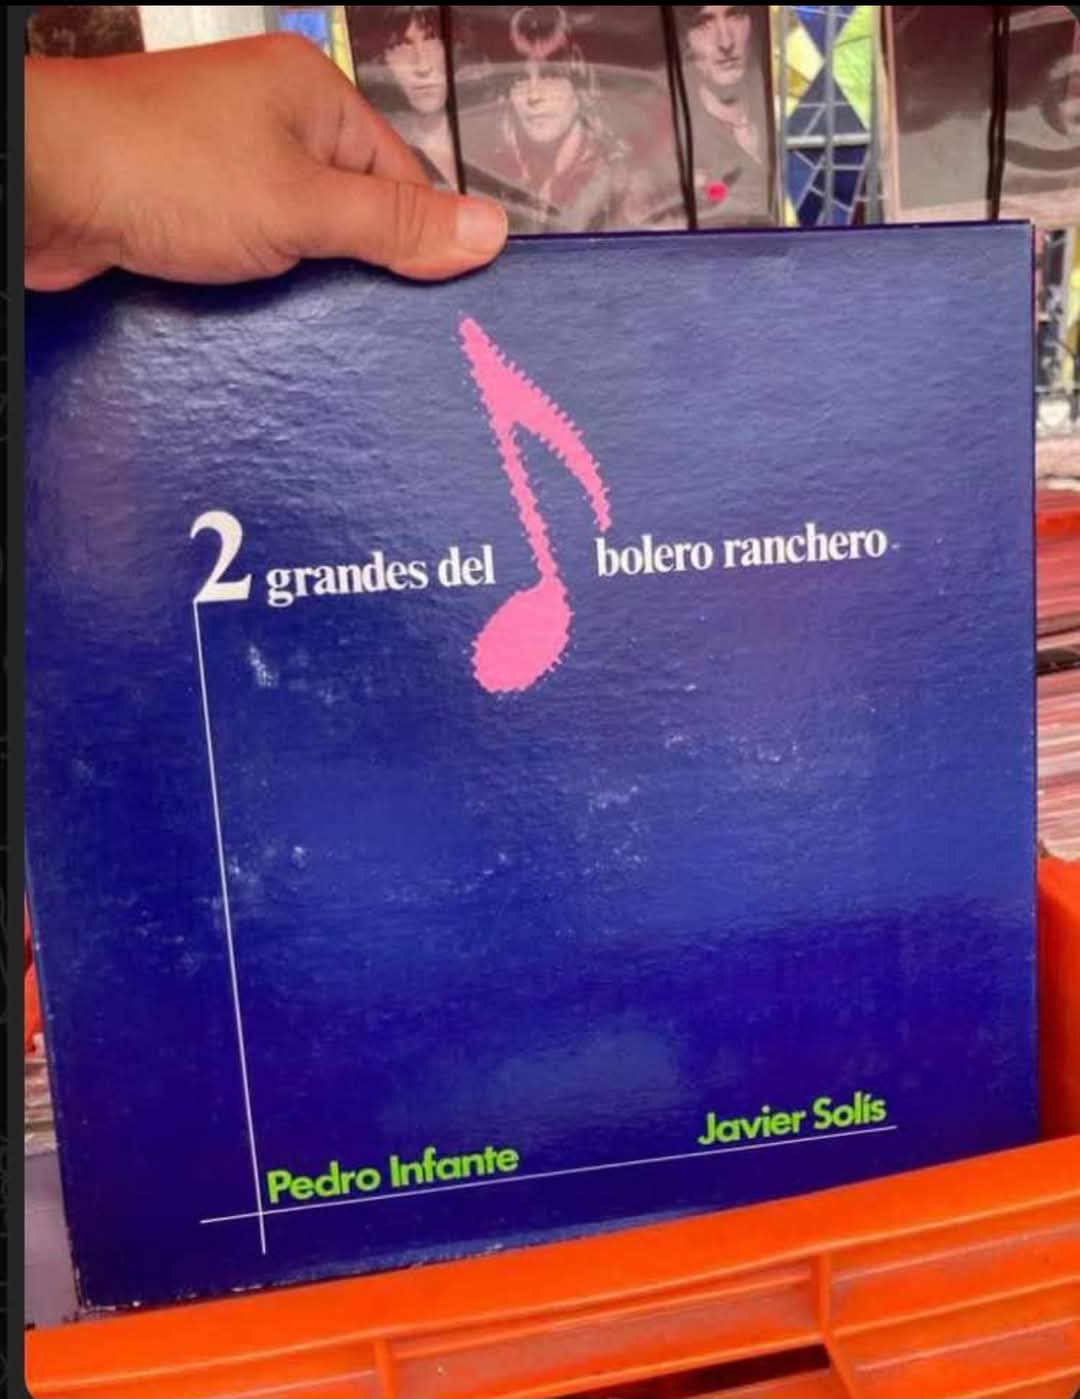 2 grandes del bolero ranchero
Pedro Infante Javier Solís